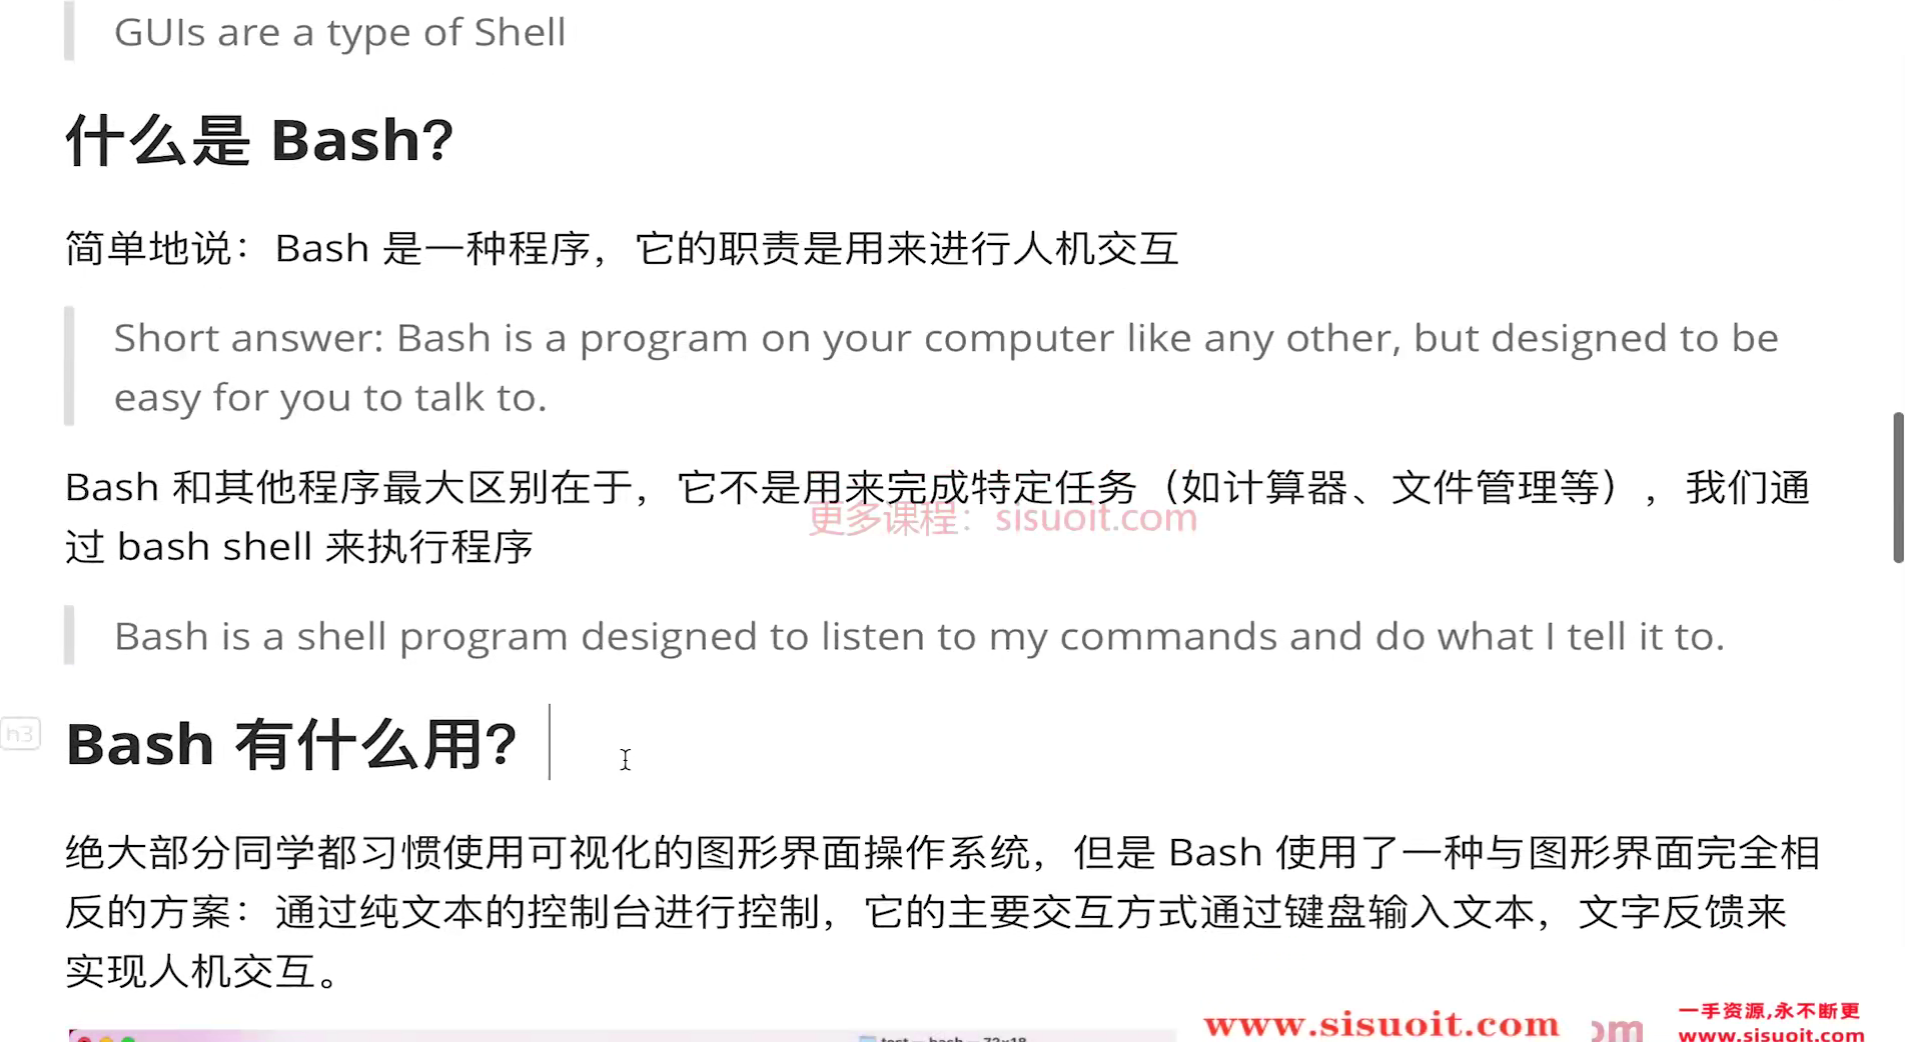 GUIs are a type of Shell
什么是 Bash?
简单地说：Bash 是一种程序，它的职责是用来进行人机交互
Short answer: Bash is a program on your computer like any other, but designed to be
easy for you to talk to.
Bash 和其他程序最大区别在于，它不是用来完成特定任务（如计算器、文件管理等），我们通
过 bash shell 来执行程序
更多课程：sisuoit.com
Bash is a shell program designed to listen to my commands and do what I tell it to.
h3
Bash 有什么用?
绝大部分同学都习惯使用可视化的图形界面操作系统，但是 Bash 使用了一种与图形界面完全相
反的方案：通过纯文本的控制台进行控制，它的主要交互方式通过键盘输入文本，文字反馈来
实现人机交互。
一手资源,永不断更
www.sisuoit.com
www.sisuoit.com
test — bash — 72×18